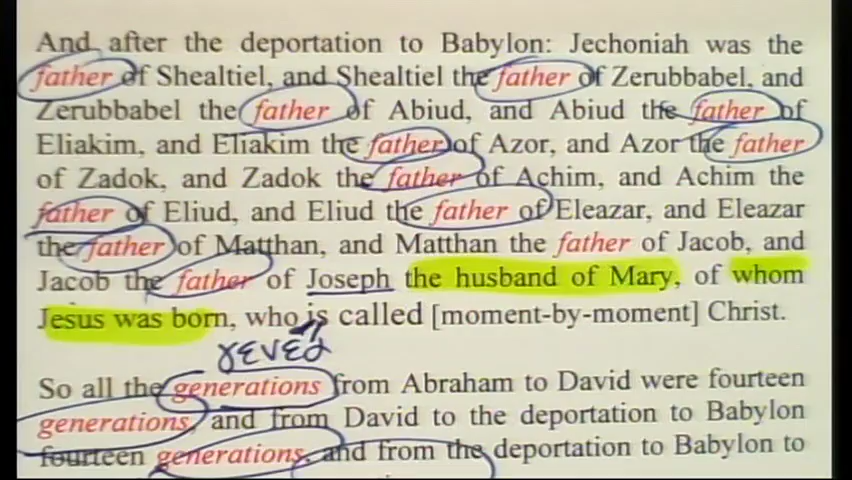 And after the deportation to Babylon: Jechoniah was the
father of Shealtiel, and Shealtiel the father of Zerubbabel, and
Zerubbabel the father of Abiud, and Abiud the father of
Eliakim, and Eliakim the father of Azor, and Azor the father
of Zadok, and Zadok the father of Achim, and Achim the
father of Eliud, and Eliud the father of Eleazar, and Eleazar
the father of Matthan, and Matthan the father of Jacob, and
Jacob the father of Joseph the husband of Mary, of whom
Jesus was born, who is called [moment-by-moment] Christ.
γενεα
So all the generations from Abraham to David were fourteen
generations, and from David to the deportation to Babylon
fourteen generations, and from the deportation to Babylon to